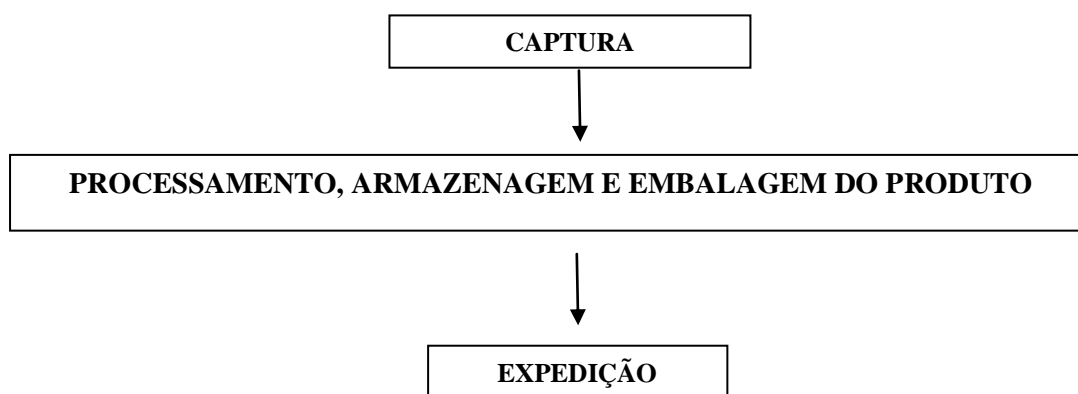 CAPTURA
PROCESSAMENTO, ARMAZENAGEM E EMBALAGEM DO PRODUTO
EXPEDIÇÃO